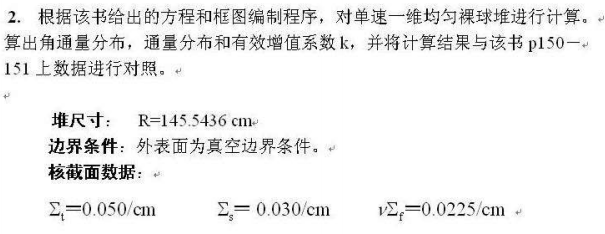 2. 根据该书给出的方程和框图编制程序，对单速一维均匀裸球堆进行计算。
算出角通量分布，通量分布和有效增值系数 k，并将计算结果与该书 p150－
151 上数据进行对照。
堆尺寸： R=145.5436 cm
边界条件：外表面为真空边界条件。
核截面数据：
Σt=0.050/cm Σs= 0.030/cm νΣf=0.0225/cm